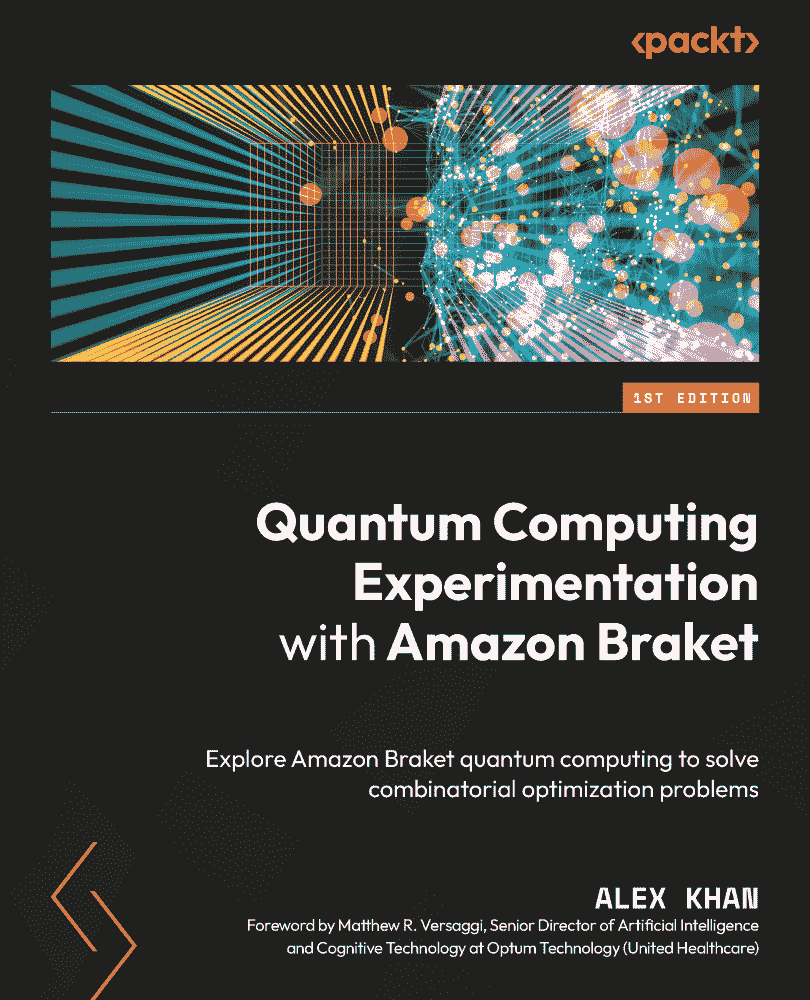 <packt>
1ST EDITION
Quantum Computing
Experimentation
with Amazon Braket
Explore Amazon Braket quantum computing to solve
combinatorial optimization problems
ALEX KHAN
Foreword by Matthew R. Versaggi, Senior Director of Artificial Intelligence
and Cognitive Technology at Optum Technology (United Healthcare)